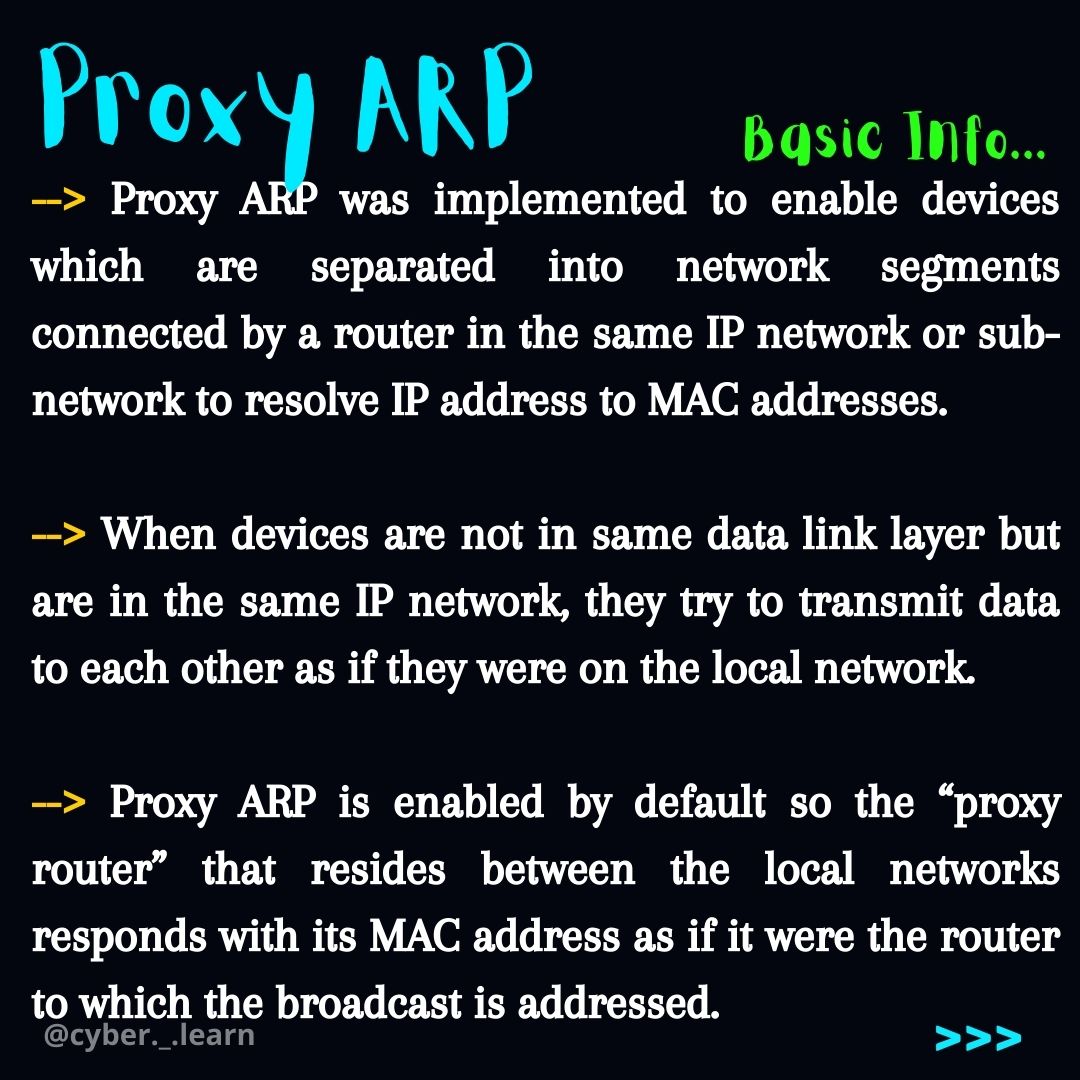 Proxy ARP
Basic Info...
--> Proxy ARP was implemented to enable devices
which are separated into network segments
connected by a router in the same IP network or sub-
network to resolve IP address to MAC addresses.
--> When devices are not in same data link layer but
are in the same IP network, they try to transmit data
to each other as if they were on the local network.
--> Proxy ARP is enabled by default so the “proxy
router” that resides between the local networks
responds with its MAC address as if it were the router
to which the broadcast is addressed.
@cyber._.learn
>>>